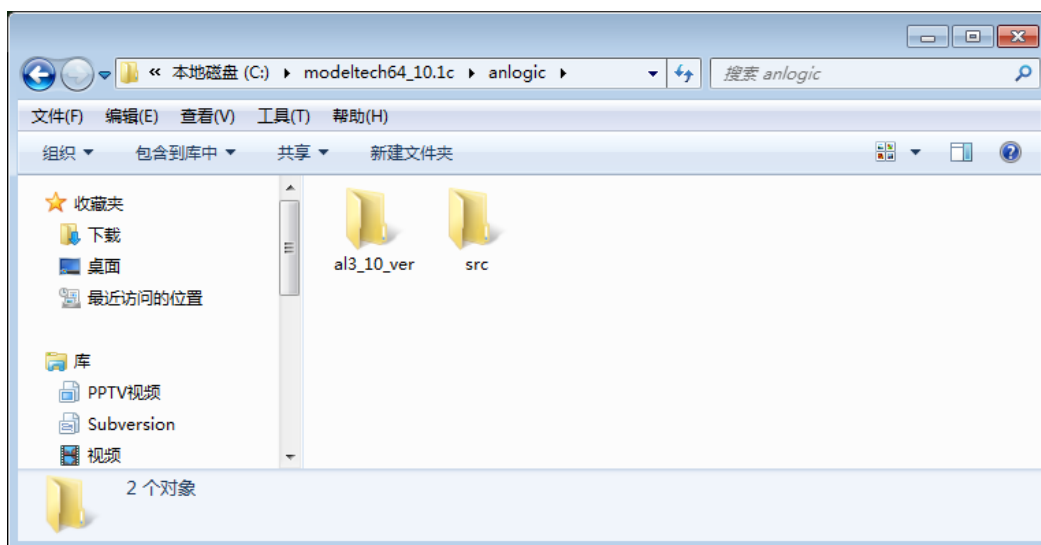 « 本地磁盘 (C:) ▸ modeltech64_10.1c ▸ anlogic ▸
搜索 anlogic
文件(F) 编辑(E) 查看(V) 工具(T) 帮助(H)
组织 包含到库中 共享 新建文件夹
收藏夹
下载
桌面
最近访问的位置
库
PPTV视频
Subversion
视频
al3_10_ver
src
2 个对象